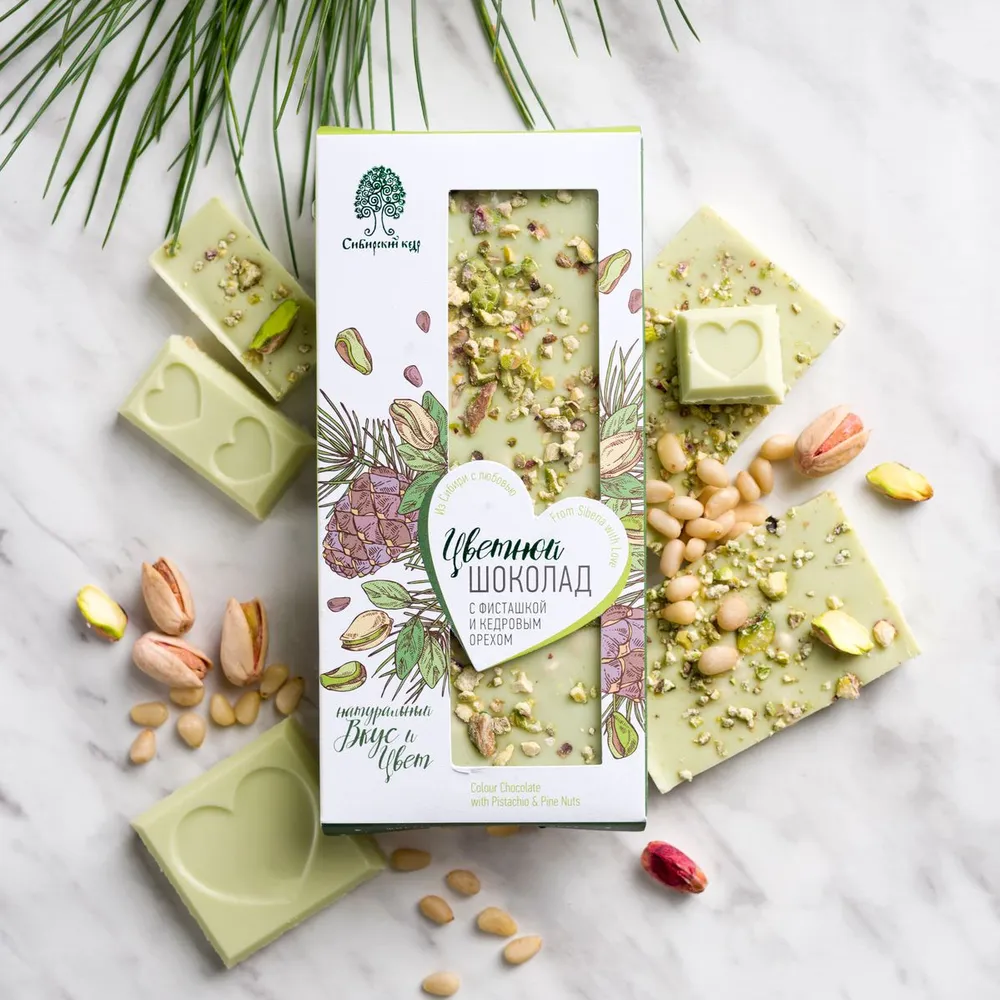 Сибирский кедр
Из Сибири с любовью
From Siberia with Love
Цветной
ШОКОЛАД
С ФИСТАШКОЙ
И КЕДРОВЫМ
ОРЕХОМ
натуральный
Вкус и
Цвет
Colour Chocolate
with Pistachio & Pine Nuts